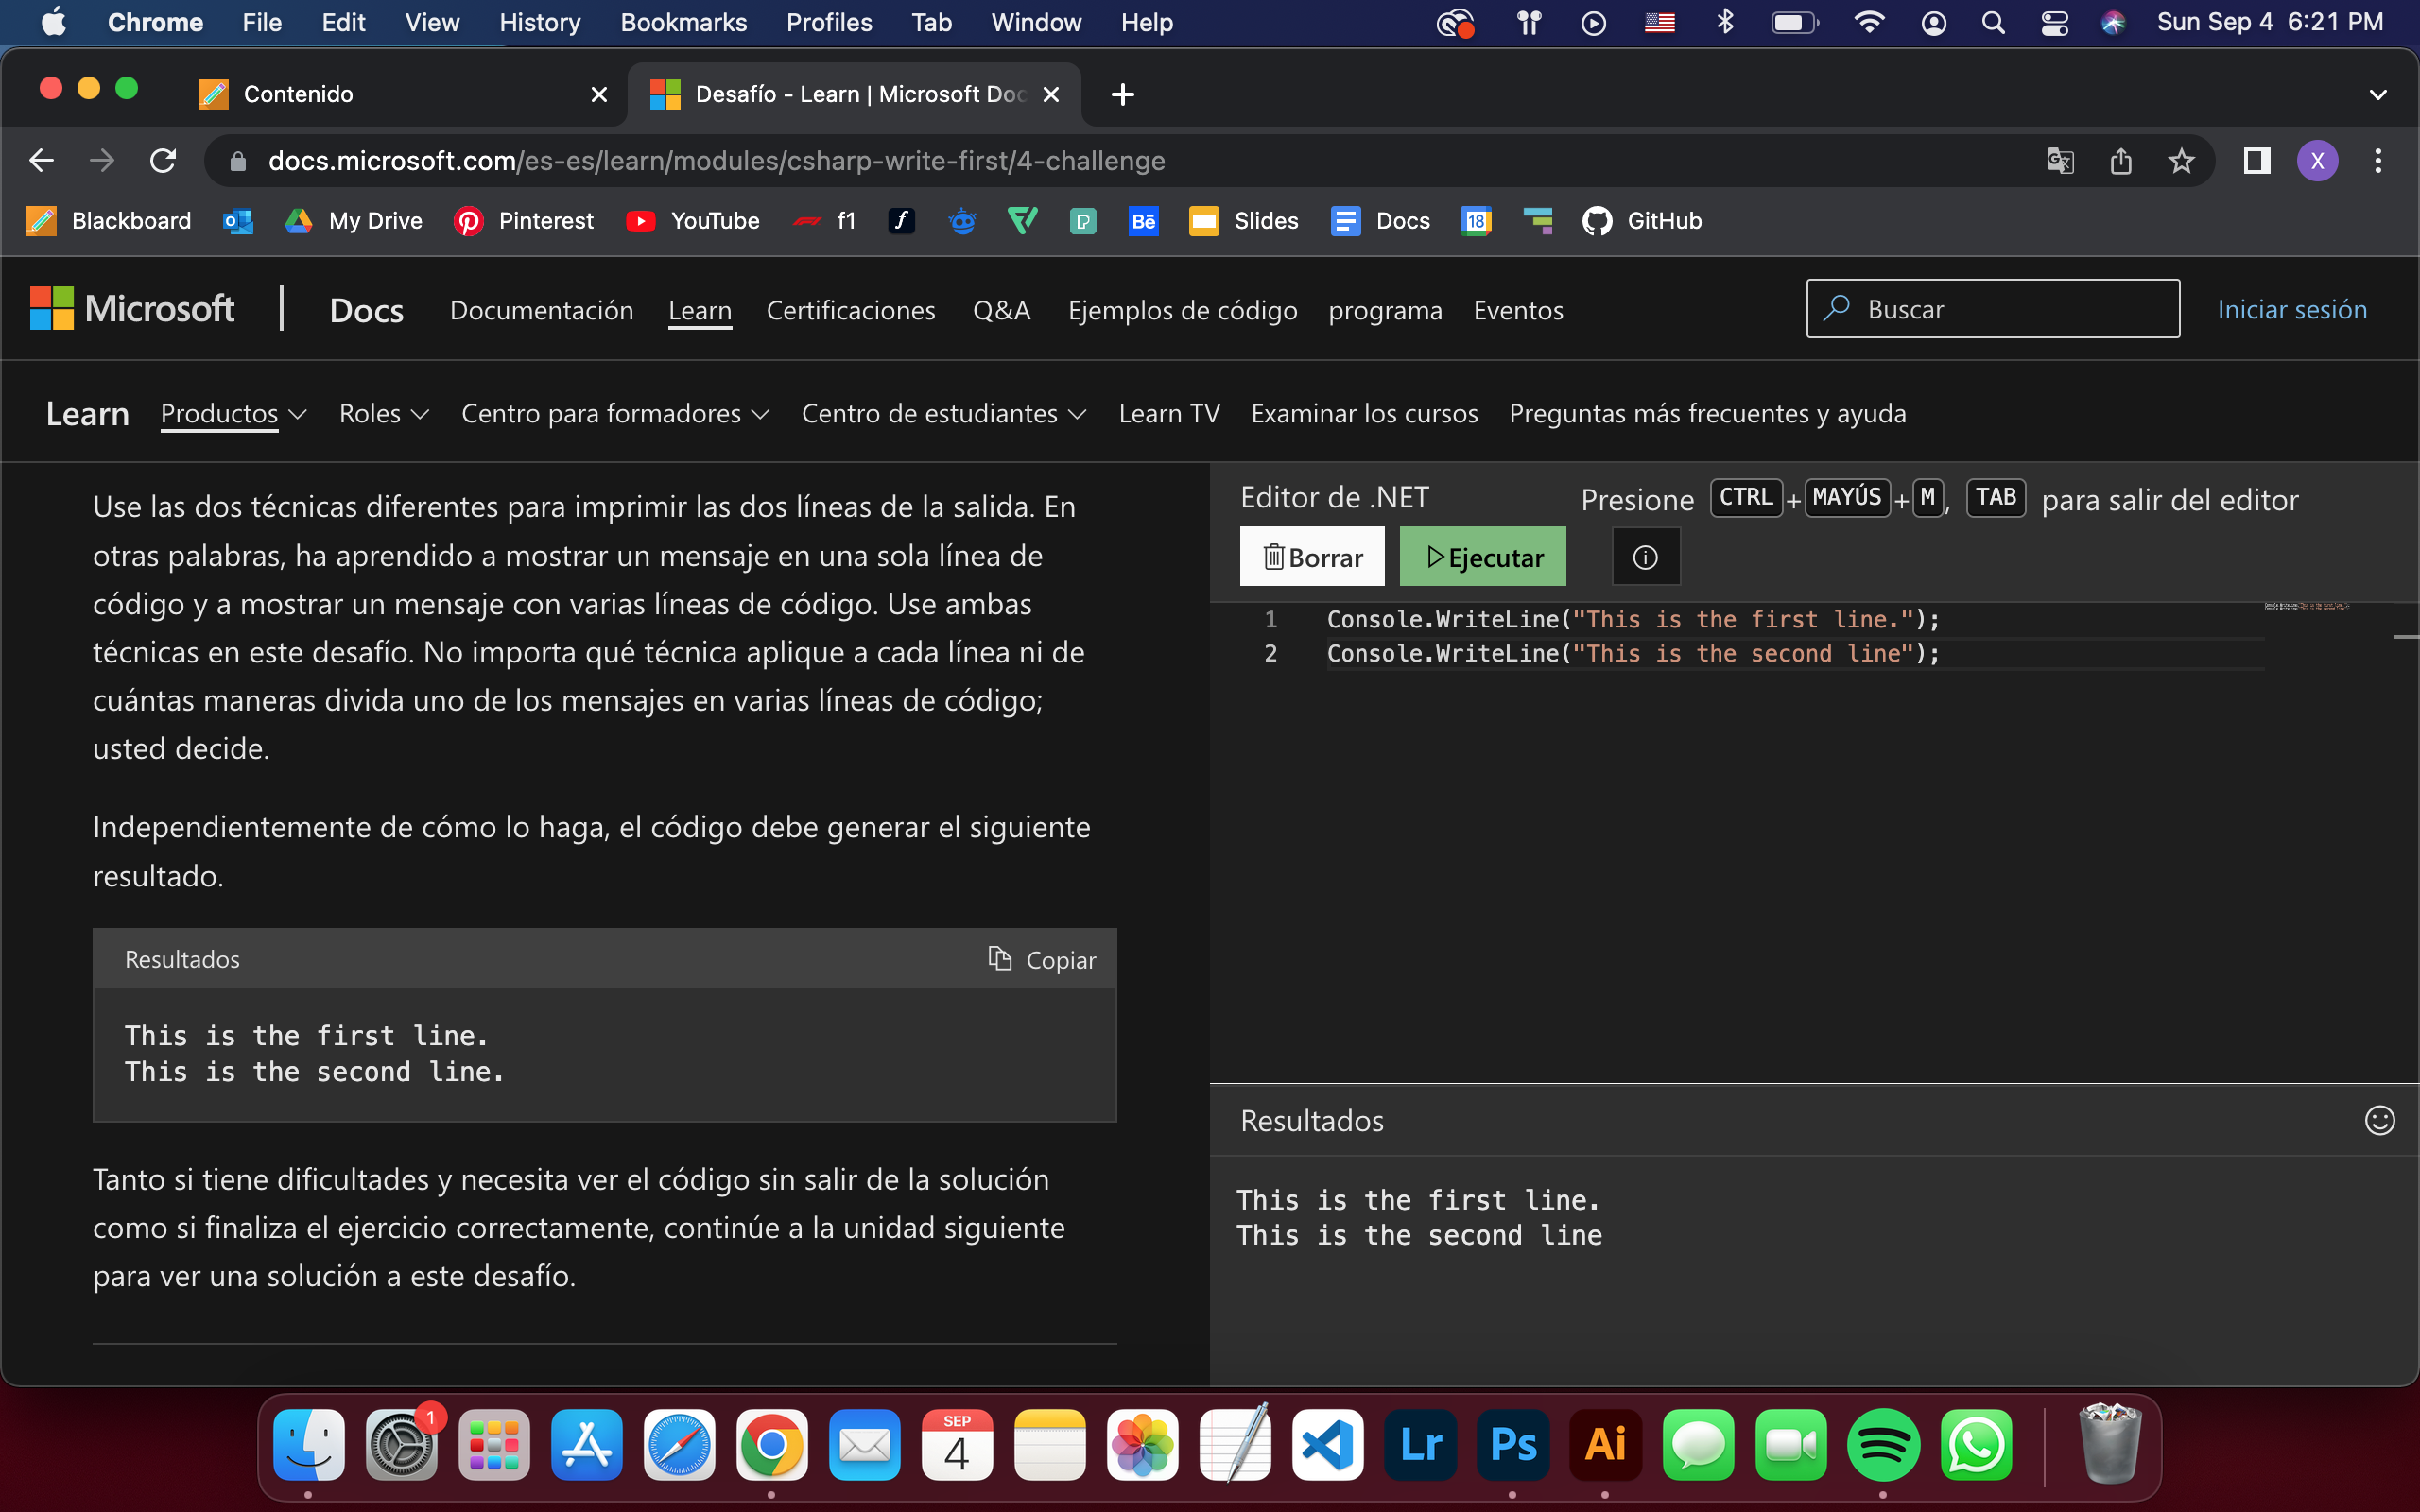 Chrome File Edit View History Bookmarks Profiles Tab Window Help Sun Sep 4 6:21 PM
Contenido Desafío - Learn | Microsoft Doc
docs.microsoft.com/es-es/learn/modules/csharp-write-first/4-challenge X
Blackboard My Drive Pinterest YouTube f1 Bē Slides 18 Docs GitHub
Microsoft Docs Documentación Learn Certificaciones Q&A Ejemplos de código programa Eventos Buscar Iniciar sesión
Learn Productos Roles Centro para formadores Centro de estudiantes Learn TV Examinar los cursos Preguntas más frecuentes y ayuda
Use las dos técnicas diferentes para imprimir las dos líneas de la salida. En
otras palabras, ha aprendido a mostrar un mensaje en una sola línea de
código y a mostrar un mensaje con varias líneas de código. Use ambas
técnicas en este desafío. No importa qué técnica aplique a cada línea ni de
cuántas maneras divida uno de los mensajes en varias líneas de código;
usted decide.
Independientemente de cómo lo haga, el código debe generar el siguiente
resultado.
Resultados Copiar
This is the first line.
This is the second line.
Tanto si tiene dificultades y necesita ver el código sin salir de la solución
como si finaliza el ejercicio correctamente, continúe a la unidad siguiente
para ver una solución a este desafío.
Editor de .NET Presione CTRL+MAYÚS+M, TAB para salir del editor
Borrar Ejecutar
1 Console.WriteLine("This is the first line.");
2 Console.WriteLine("This is the second line");
Resultados
This is the first line.
This is the second line
1 SEP 4 Lr Ps Ai